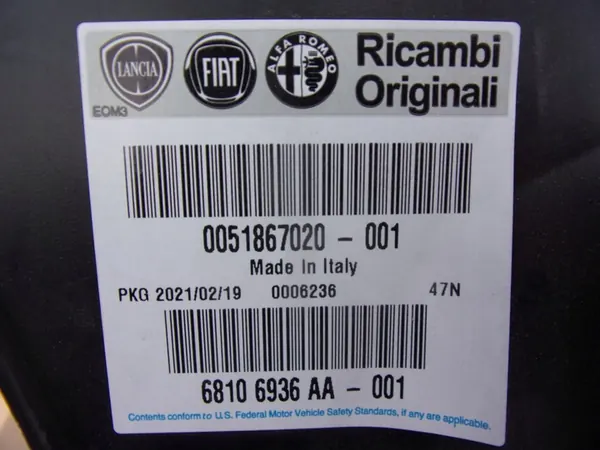 LANCIA FIAT ALFA ROMEO Ricambi
Originali
EOM3
0051867020 - 001
Made In Italy
PKG 2021/02/19 0006236 47N
6810 6936 AA - 001
Contents conform to U.S. Federal Motor Vehicle Safety Standards, if any are applicable.